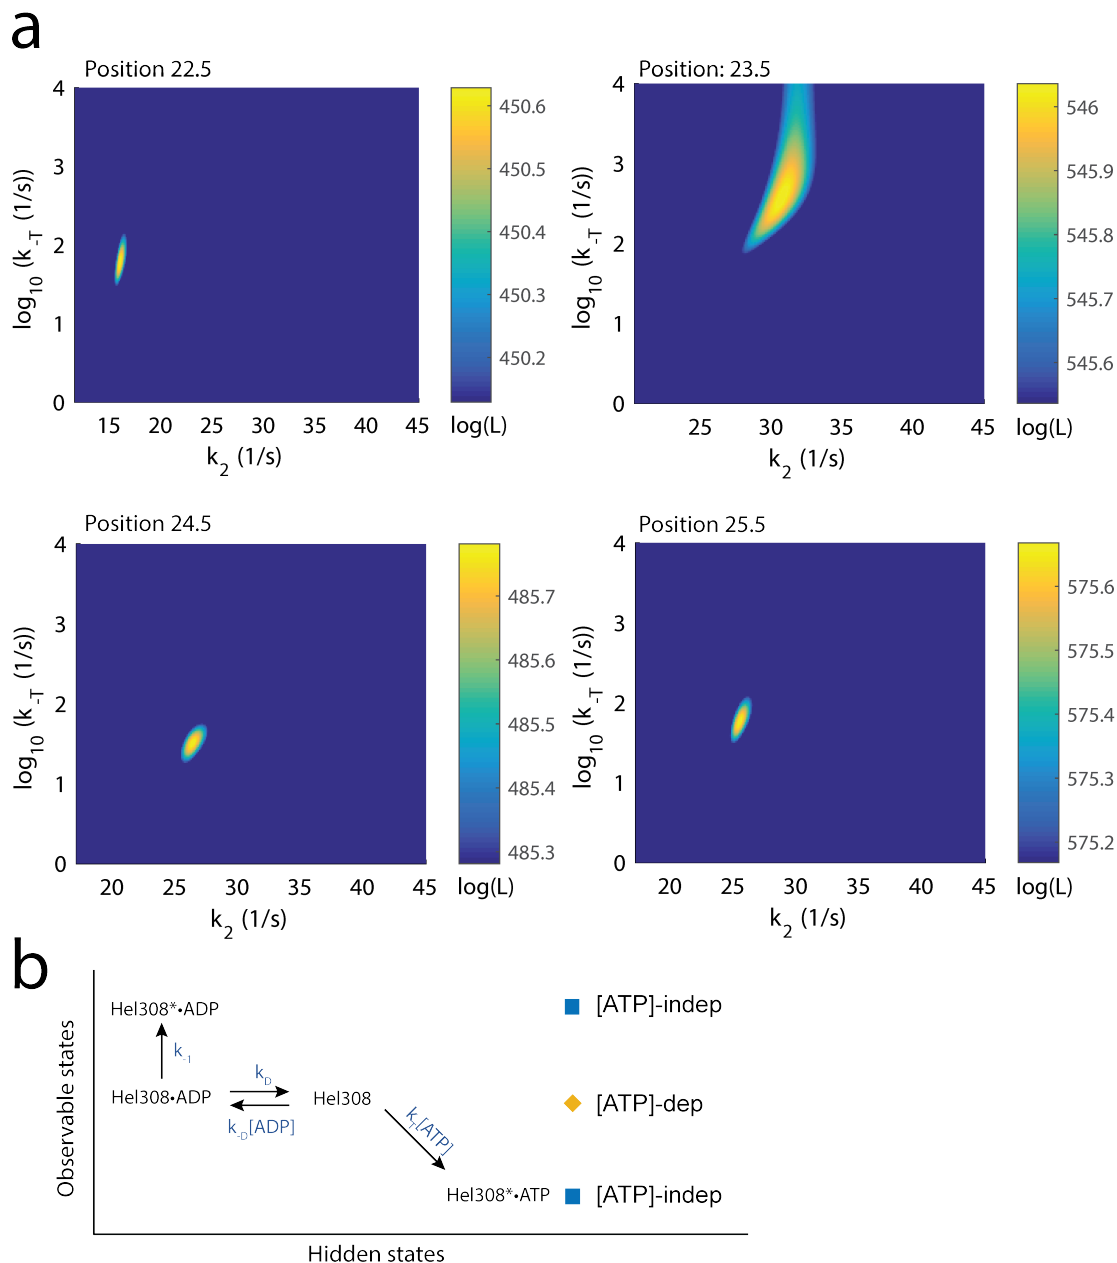 a
Position 22.5
4
3
2
1
0
log10 (k-T (1/s))
15 20 25 30 35 40 45
k2 (1/s)
450.6
450.5
450.4
450.3
450.2
log(L)
Position: 23.5
4
3
2
1
0
log10 (k-T (1/s))
25 30 35 40 45
k2 (1/s)
546
545.9
545.8
545.7
545.6
log(L)
Position 24.5
4
3
2
1
0
log10 (k-T (1/s))
20 25 30 35 40 45
k2 (1/s)
485.7
485.6
485.5
485.4
485.3
log(L)
Position 25.5
4
3
2
1
0
log10 (k-T (1/s))
20 25 30 35 40 45
k2 (1/s)
575.6
575.5
575.4
575.3
575.2
log(L)
b
Observable states
Hel308*•ADP
k-1
Hel308•ADP
kD
k-D[ADP]
Hel308
kT[ATP]
Hel308*•ATP
[ATP]-indep
[ATP]-dep
[ATP]-indep
Hidden states